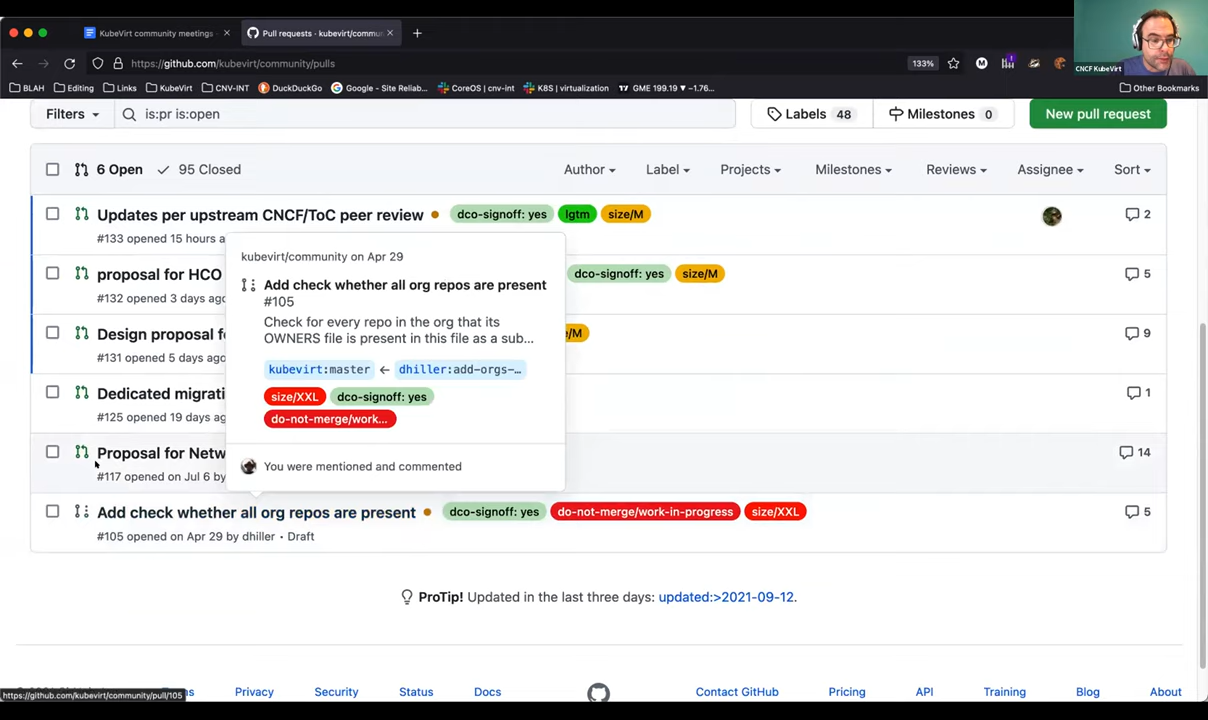 KubeVirt community meetings
Pull requests · kubevirt/commu
https://github.com/kubevirt/community/pulls
133%
CNCF KubeVirt
BLAH
Editing
Links
KubeVirt
CNV-INT
DuckDuckGo
Google - Site Reliab...
CoreOS | cnv-int
K8S | virtualization
GME 199.19 ▼ −1.76...
Other Bookmarks
Filters
is:pr is:open
Labels 48
Milestones 0
New pull request
6 Open
95 Closed
Author
Label
Projects
Milestones
Reviews
Assignee
Sort
Updates per upstream CNCF/ToC peer review
dco-signoff: yes
lgtm
size/M
2
#133 opened 15 hours a
proposal for HCO
dco-signoff: yes
size/M
5
#132 opened 3 days ago
Design proposal fo
/M
9
#131 opened 5 days ago
Dedicated migrati
1
#125 opened 19 days ag
Proposal for Netw
14
#117 opened on Jul 6 by
kubevirt/community on Apr 29
Add check whether all org repos are present
#105
Check for every repo in the org that its
OWNERS file is present in this file as a sub...
kubevirt:master ← dhiller:add-orgs-…
size/XXL
dco-signoff: yes
do-not-merge/work...
You were mentioned and commented
Add check whether all org repos are present
dco-signoff: yes
do-not-merge/work-in-progress
size/XXL
5
#105 opened on Apr 29 by dhiller • Draft
ProTip! Updated in the last three days: updated:>2021-09-12.
https://github.com/kubevirt/community/pull/105
Privacy
Security
Status
Docs
Contact GitHub
Pricing
API
Training
Blog
About